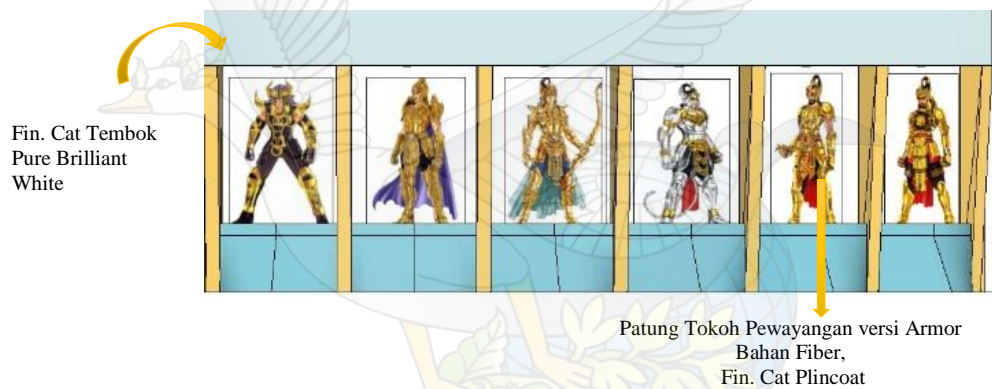 Fin. Cat Tembok
Pure Brilliant
White
Patung Tokoh Pewayangan versi Armor
Bahan Fiber,
Fin. Cat Plincoat